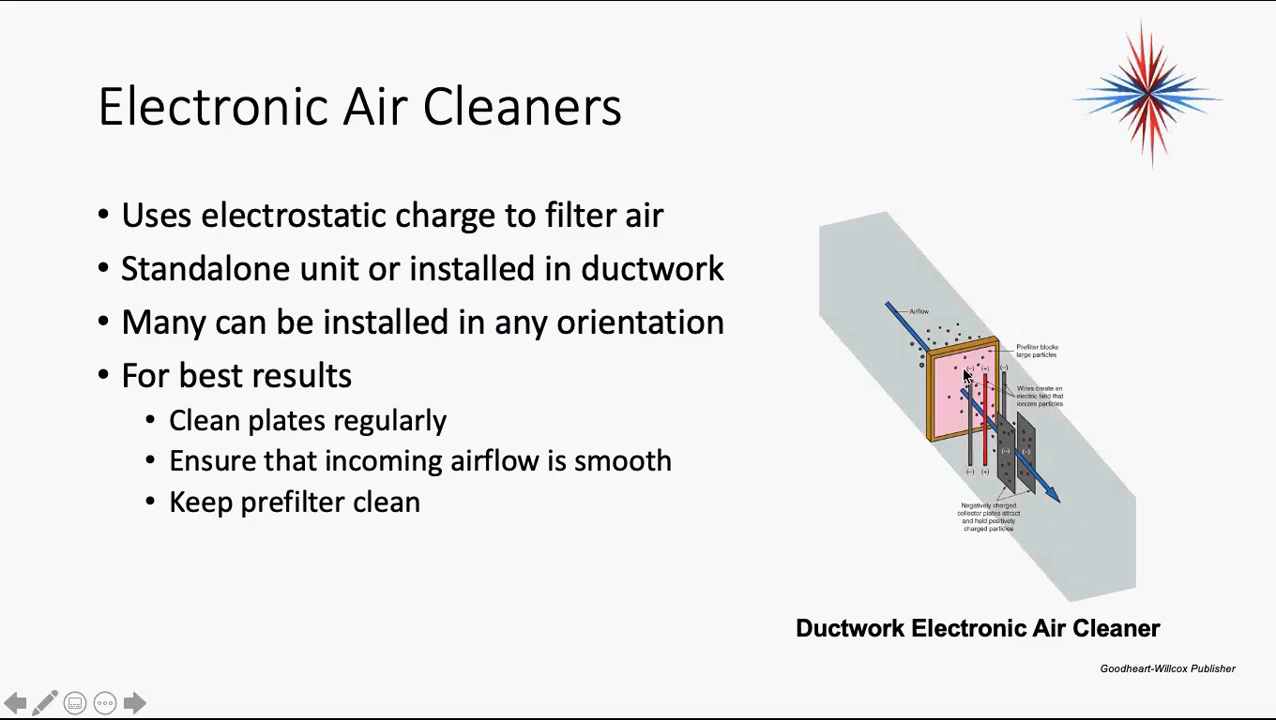 Electronic Air Cleaners
• Uses electrostatic charge to filter air
• Standalone unit or installed in ductwork
• Many can be installed in any orientation
• For best results
• Clean plates regularly
• Ensure that incoming airflow is smooth
• Keep prefilter clean
Airflow
Prefilter blocks
large particles
(–) (+) (–)
Wires create an
electric field that
ionizes particles
(–) (–)
(–) (+)
Negatively charged
collector plates attract
and hold positively
charged particles
Ductwork Electronic Air Cleaner
Goodheart-Willcox Publisher